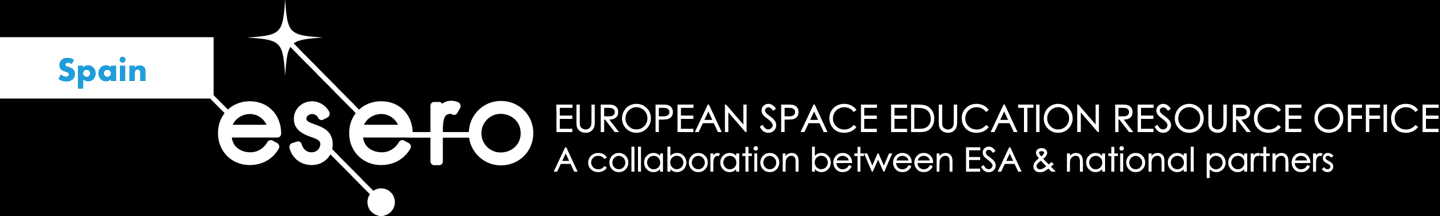 Spain
esero
EUROPEAN SPACE EDUCATION RESOURCE OFFICE
A collaboration between ESA & national partners